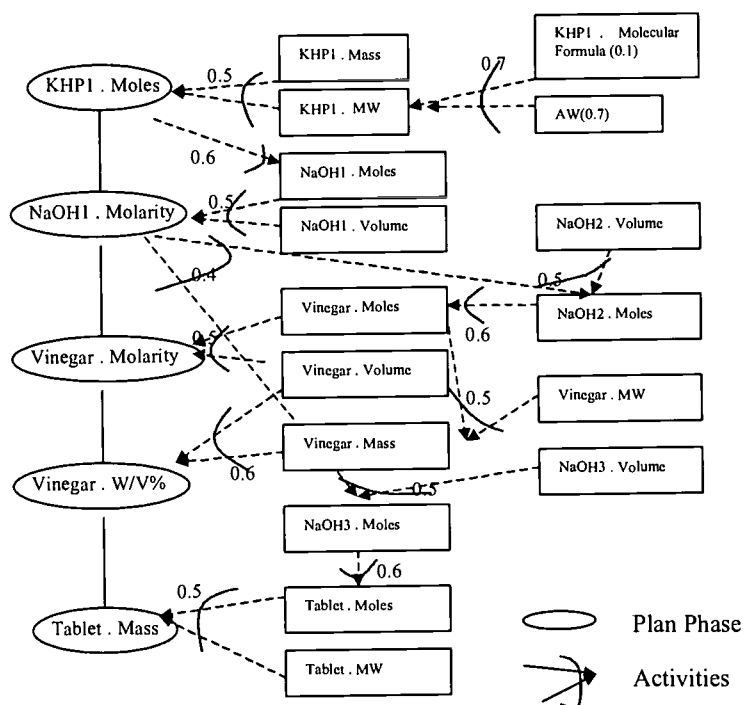 KHP1 . Mass
KHP1 . Molecular
Formula (0.1)
0.7
0.5
KHP1 . Moles
KHP1 . MW
AW(0.7)
0.6
NaOH1 . Moles
0.5
NaOH1 . Molarity
NaOH1 . Volume
NaOH2 . Volume
0.4
0.5
Vinegar . Moles
NaOH2 . Moles
0.6
0.5
Vinegar . Molarity
Vinegar . Volume
0.5
Vinegar . MW
Vinegar . Mass
0.6
NaOH3 . Volume
Vinegar . W/V%
0.5
NaOH3 . Moles
0.6
0.5
Tablet . Moles
Tablet . Mass
Plan Phase
Tablet . MW
Activities